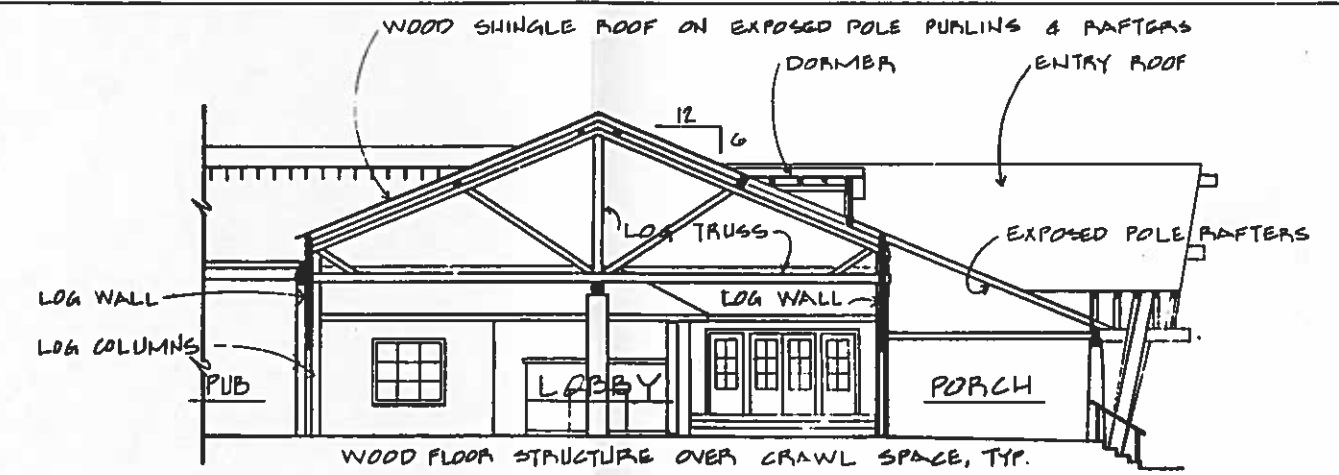 WOOD SHINGLE ROOF ON EXPOSED POLE PURLINS & RAFTERS
DORMER
ENTRY ROOF
12
6
LOG TRUSS
EXPOSED POLE RAFTERS
LOG WALL
LOG WALL
LOG COLUMNS
PUB
LOBBY
PORCH
WOOD FLOOR STRUCTURE OVER CRAWL SPACE, TYP.